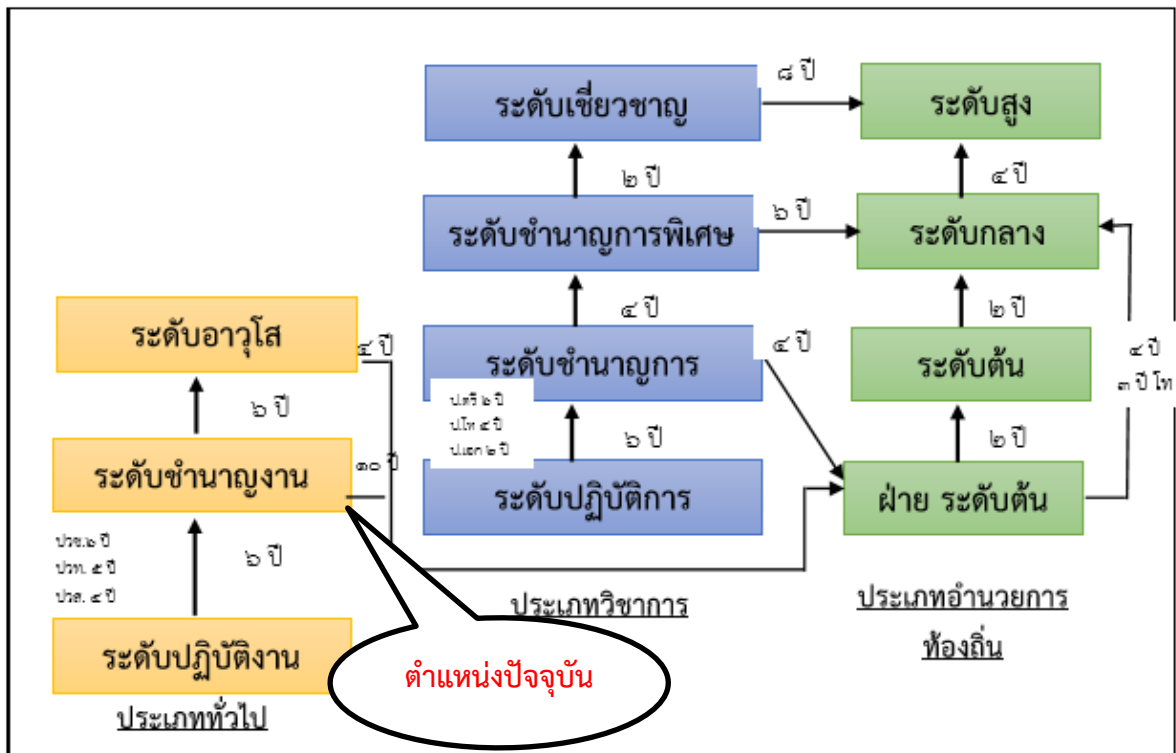 ระดับเชี่ยวชาญ
๘ ปี
ระดับสูง
๒ ปี
๔ ปี
ระดับชำนาญการพิเศษ
๖ ปี
ระดับกลาง
๔ ปี
๒ ปี
ระดับอาวุโส
๔ ปี
ระดับชำนาญการ
๔ ปี
ระดับต้น
๔ ปี
๓ ปี โท
๖ ปี
ป.ตรี ๖ ปี
ป.โท ๔ ปี
ป.เอก ๒ ปี
๖ ปี
๒ ปี
ระดับชำนาญงาน
๑๐ ปี
ระดับปฏิบัติการ
ฝ่าย ระดับต้น
ปวช.๖ ปี
ปวท. ๕ ปี
ปวส. ๔ ปี
๖ ปี
ประเภทวิชาการ
ประเภทอำนวยการ
ท้องถิ่น
ระดับปฏิบัติงาน
ตำแหน่งปัจจุบัน
ประเภททั่วไป